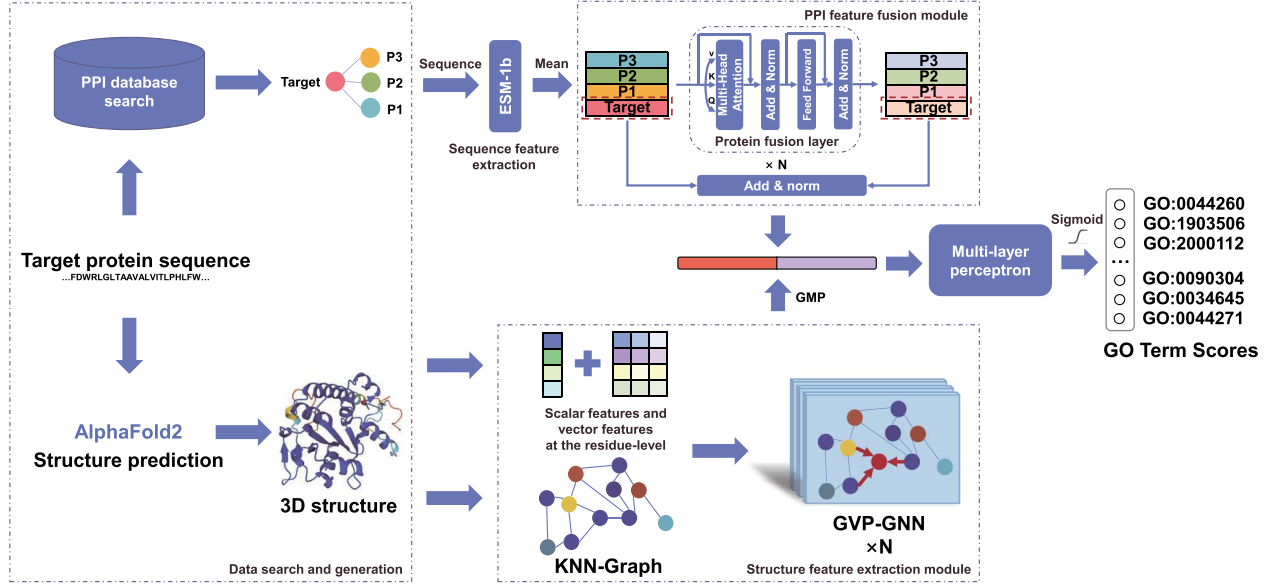 PPI database
search
Target
P3
P2
P1
Sequence
ESM-1b
Mean
Sequence feature
extraction
PPI feature fusion module
P3
P2
P1
Target
V
K
Q
Multi-Head
Attention
Add & Norm
Feed Forward
Add & Norm
Protein fusion layer
× N
P3
P2
P1
Target
Add & norm
Target protein sequence
...FDWRLGLTAAVALVITLPHLFW...
AlphaFold2
Structure prediction
3D structure
Data search and generation
GMP
Multi-layer
perceptron
Sigmoid
...
GO:0044260
GO:1903506
GO:2000112
GO:0090304
GO:0034645
GO:0044271
GO Term Scores
Scalar features and
vector features
at the residue-level
KNN-Graph
GVP-GNN
×N
Structure feature extraction module